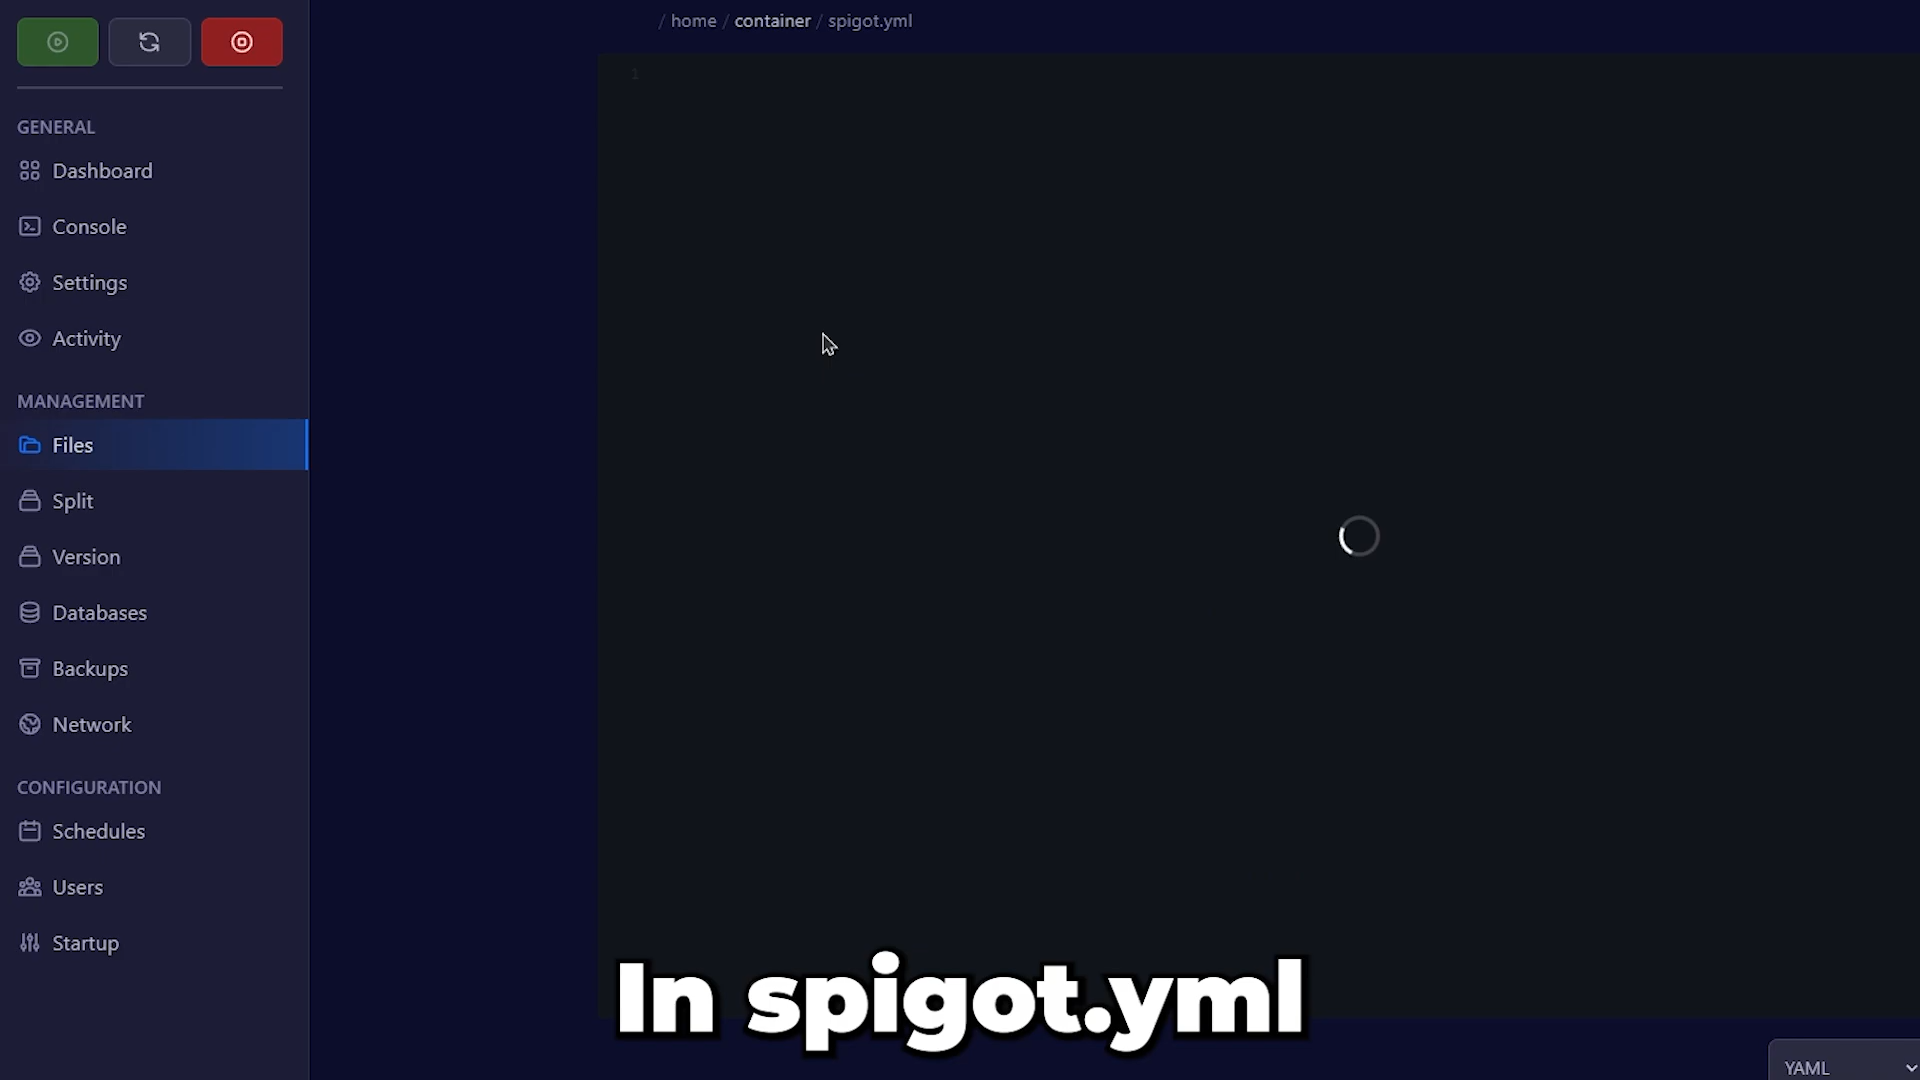 / home / container / spigot.yml
1
GENERAL
Dashboard
Console
Settings
Activity
MANAGEMENT
Files
Split
Version
Databases
Backups
Network
CONFIGURATION
Schedules
Users
Startup
In spigot.yml
YAML